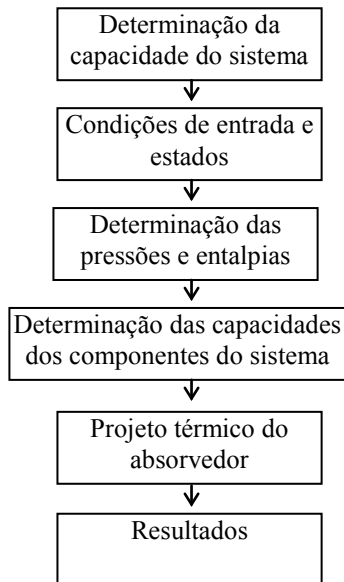 Determinação da
capacidade do sistema
Condições de entrada e
estados
Determinação das
pressões e entalpias
Determinação das capacidades
dos componentes do sistema
Projeto térmico do
absorvedor
Resultados